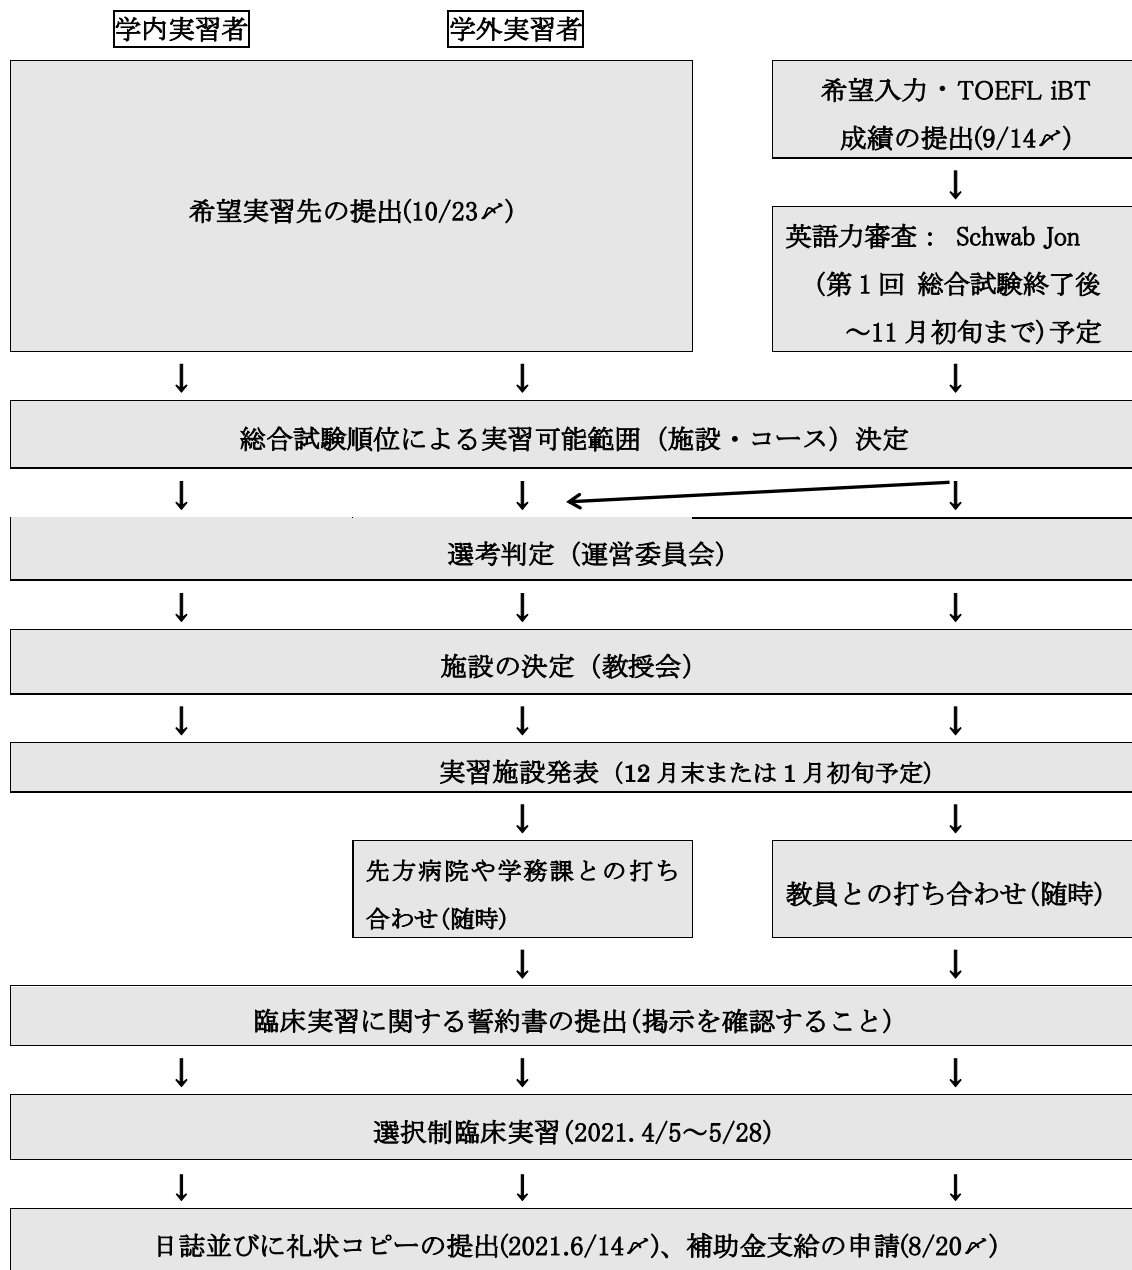 学内実習者
学外実習者
希望実習先の提出(10/23〆)
希望入力・TOEFL iBT
成績の提出(9/14〆)
英語力審査： Schwab Jon
(第１回 総合試験終了後
～11月初旬まで)予定
総合試験順位による実習可能範囲（施設・コース）決定
選考判定（運営委員会）
施設の決定（教授会）
実習施設発表（12月末または１月初旬予定）
先方病院や学務課との打ち
合わせ(随時)
教員との打ち合わせ(随時)
臨床実習に関する誓約書の提出(掲示を確認すること)
選択制臨床実習(2021.4/5～5/28)
日誌並びに礼状コピーの提出(2021.6/14〆)、補助金支給の申請(8/20〆)